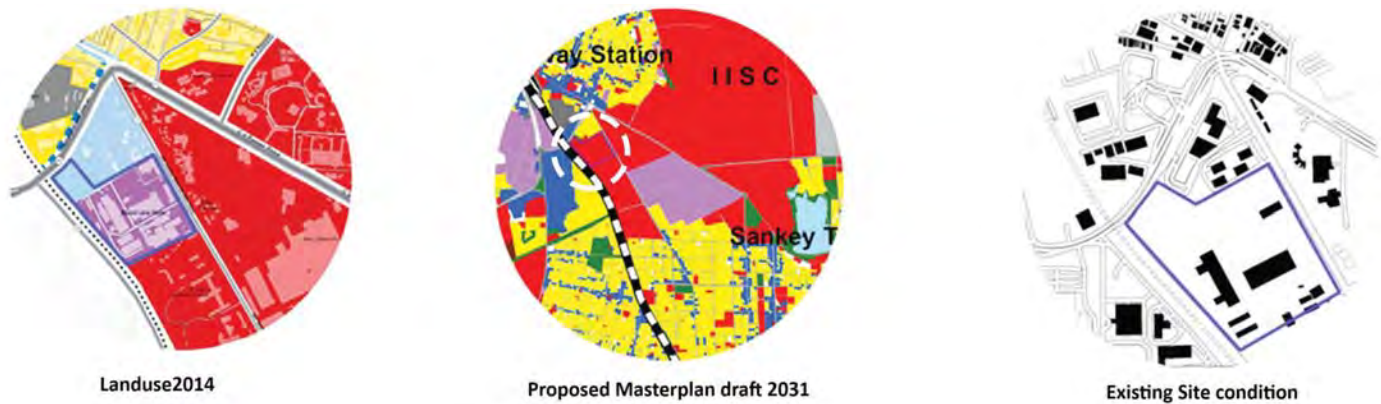 way Station
I I S C
Sankey T
Landuse2014
Proposed Masterplan draft 2031
Existing Site condition